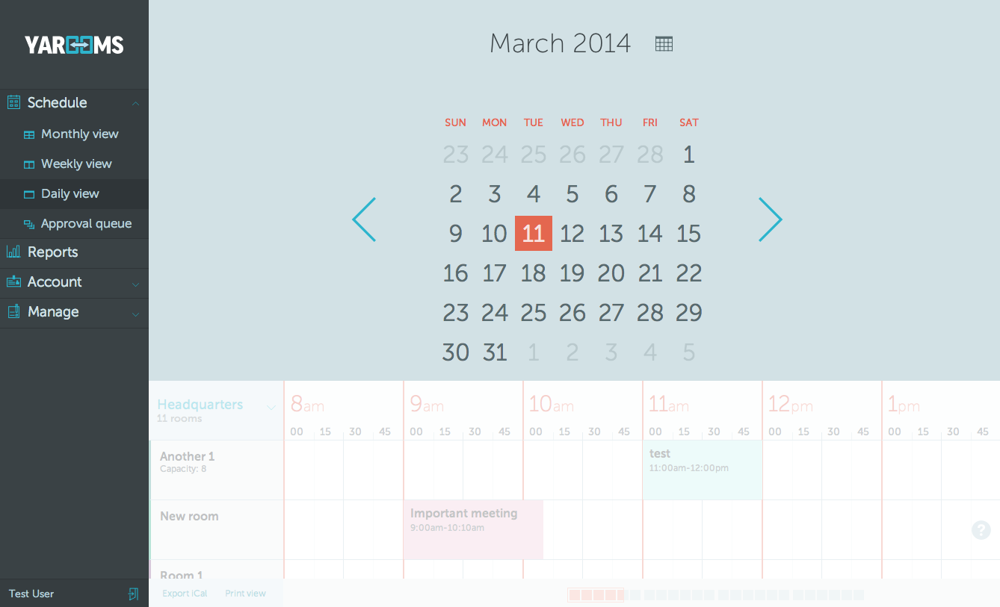 YAROOMS
Schedule
Monthly view
Weekly view
Daily view
Approval queue
Reports
Account
Manage
Test User
March 2014
SUN MON TUE WED THU FRI SAT
23 24 25 26 27 28 1
2 3 4 5 6 7 8
9 10 11 12 13 14 15
16 17 18 19 20 21 22
23 24 25 26 27 28 29
30 31 1 2 3 4 5
Headquarters
11 rooms
8am 9am 10am 11am 12pm 1pm
00 15 30 45 00 15 30 45 00 15 30 45 00 15 30 45 00 15 30 45 00 15 30 45
Another 1
Capacity: 8
test
11:00am-12:00pm
New room
Important meeting
9:00am-10:10am
?
Room 1
Export iCal Print view